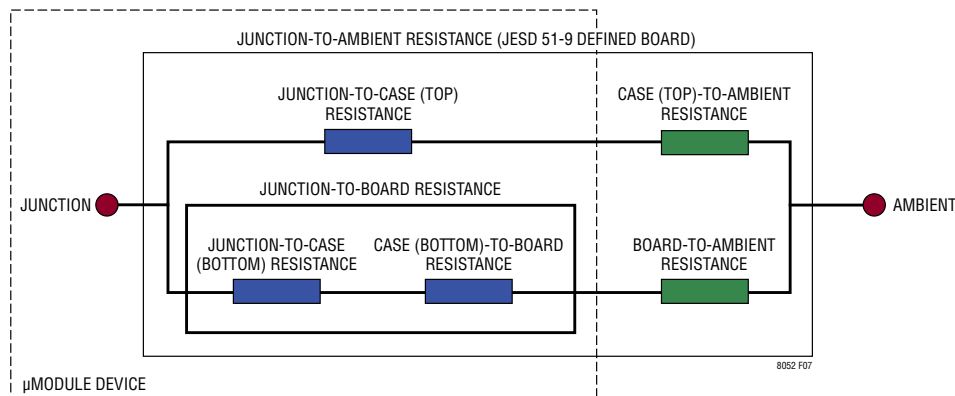 JUNCTION-TO-AMBIENT RESISTANCE (JESD 51-9 DEFINED BOARD)
JUNCTION-TO-CASE (TOP)
RESISTANCE
CASE (TOP)-TO-AMBIENT
RESISTANCE
JUNCTION-TO-BOARD RESISTANCE
JUNCTION
AMBIENT
JUNCTION-TO-CASE
(BOTTOM) RESISTANCE
CASE (BOTTOM)-TO-BOARD
RESISTANCE
BOARD-TO-AMBIENT
RESISTANCE
8052 F07
µMODULE DEVICE